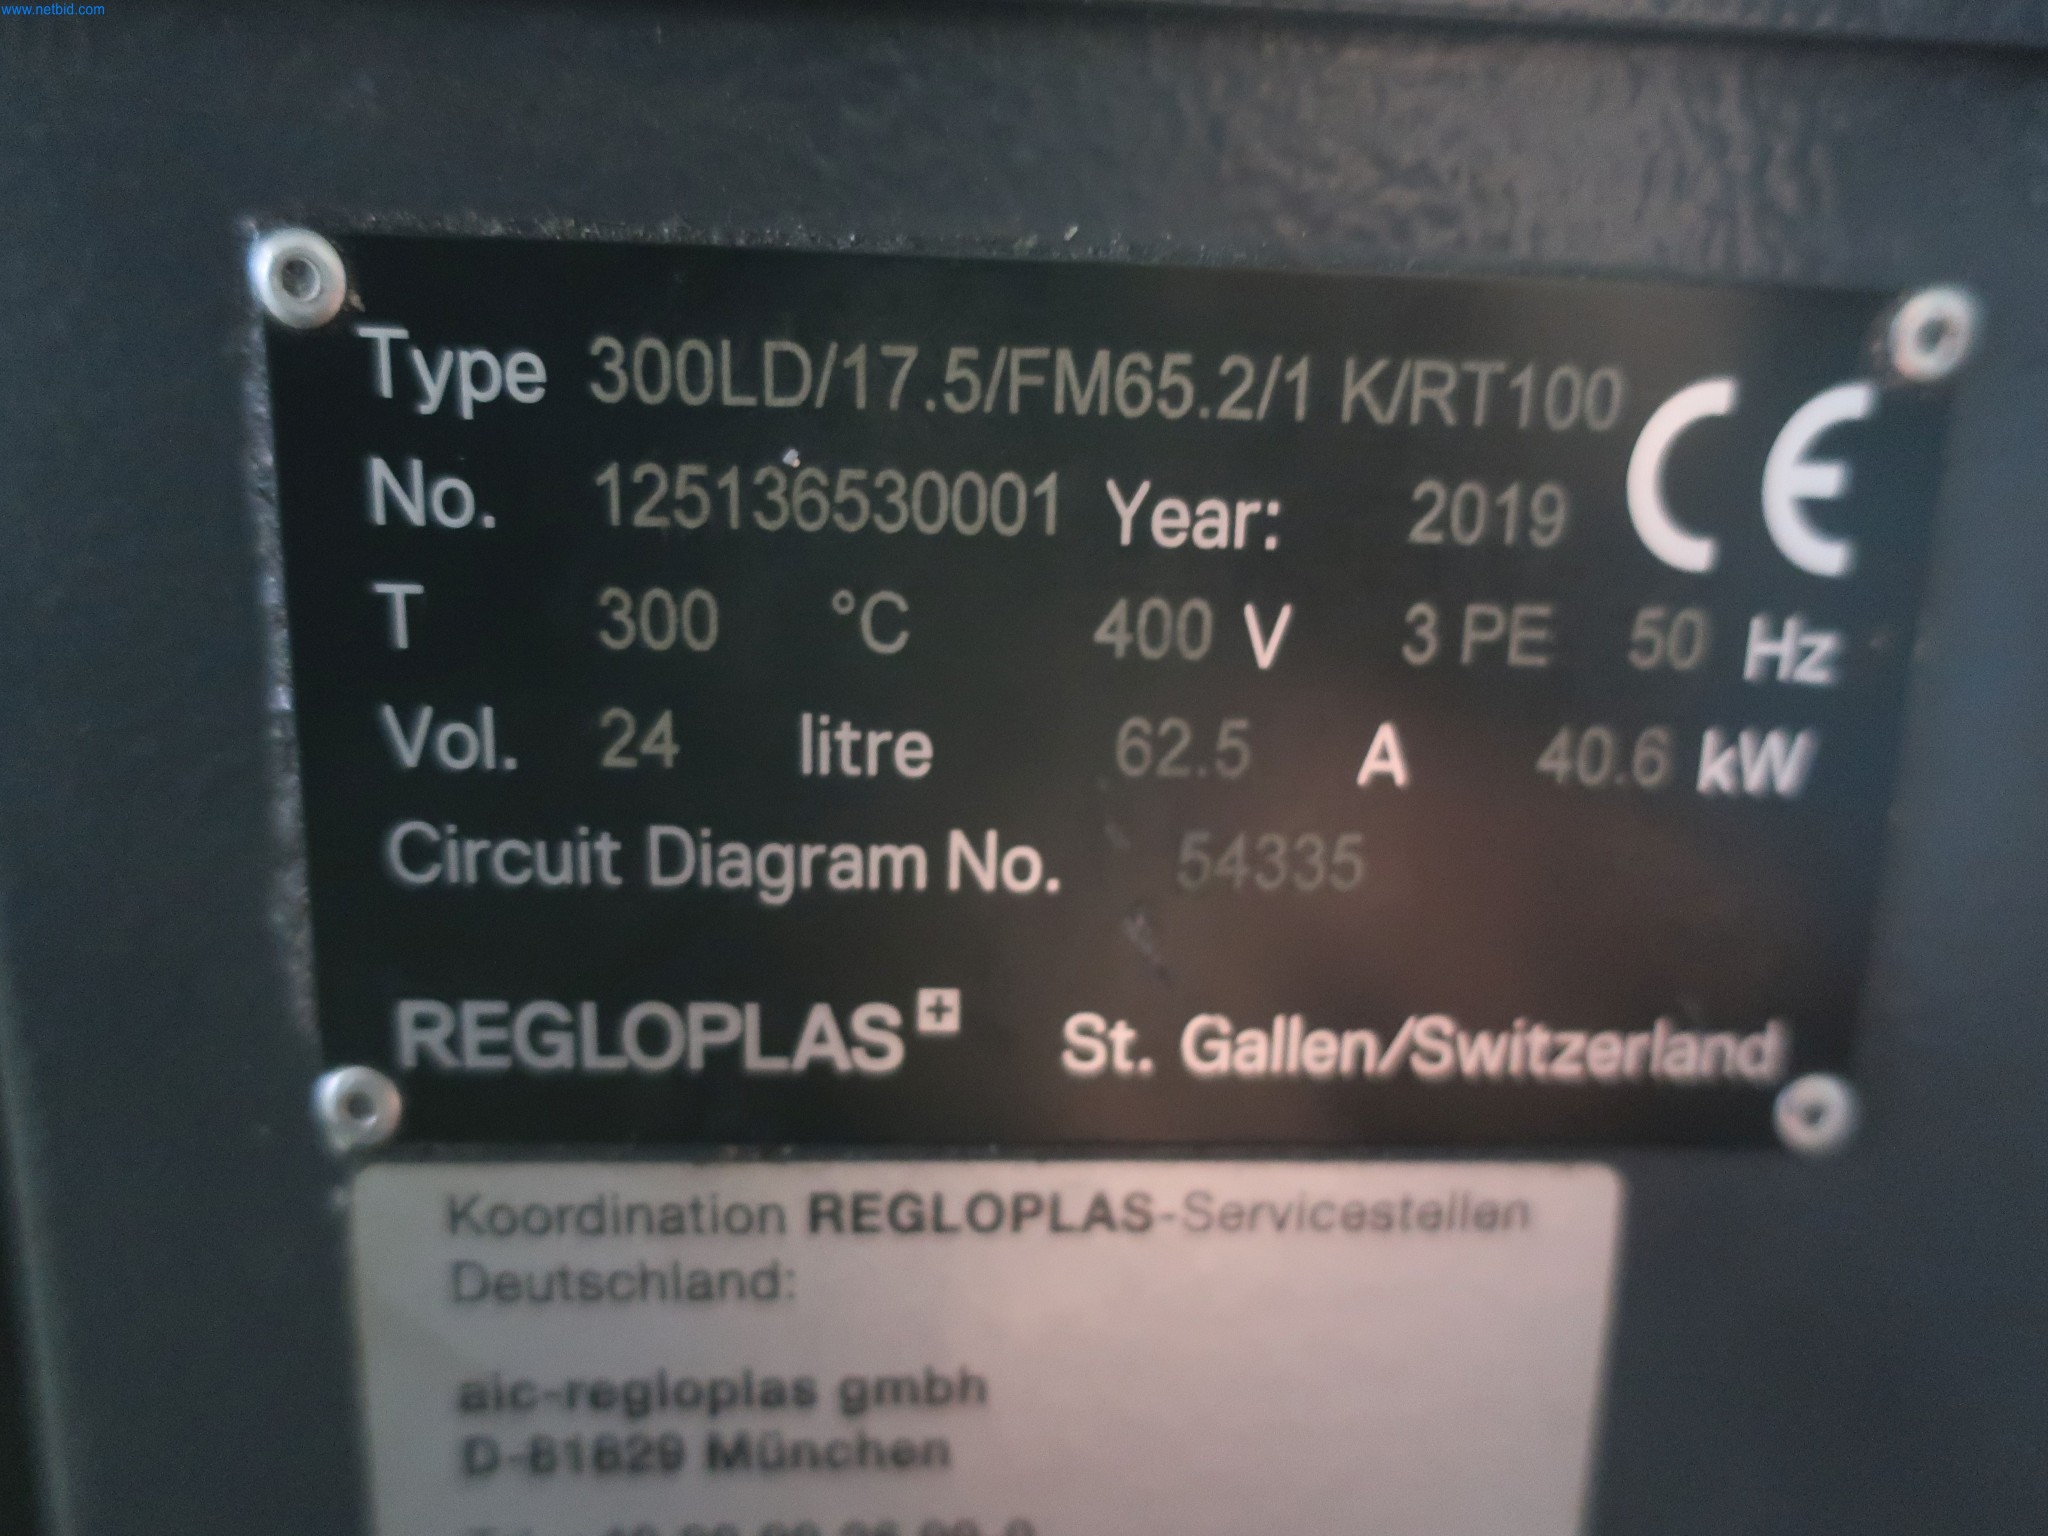 www.netbid.com
Type 300LD/17.5/FM65.2/1 K/RT100 CE
No. 125136530001 Year: 2019
T 300 °C 400 V 3 PE 50 Hz
Vol. 24 litre 62.5 A 40.6 kW
Circuit Diagram No. 54335
REGLOPLAS+ St. Gallen/Switzerland
Koordination REGLOPLAS-Servicestellen
Deutschland:
aic-regloplas gmbh
D-81829 München